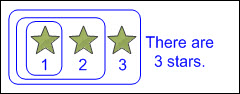 1 2 3
There are
3 stars.